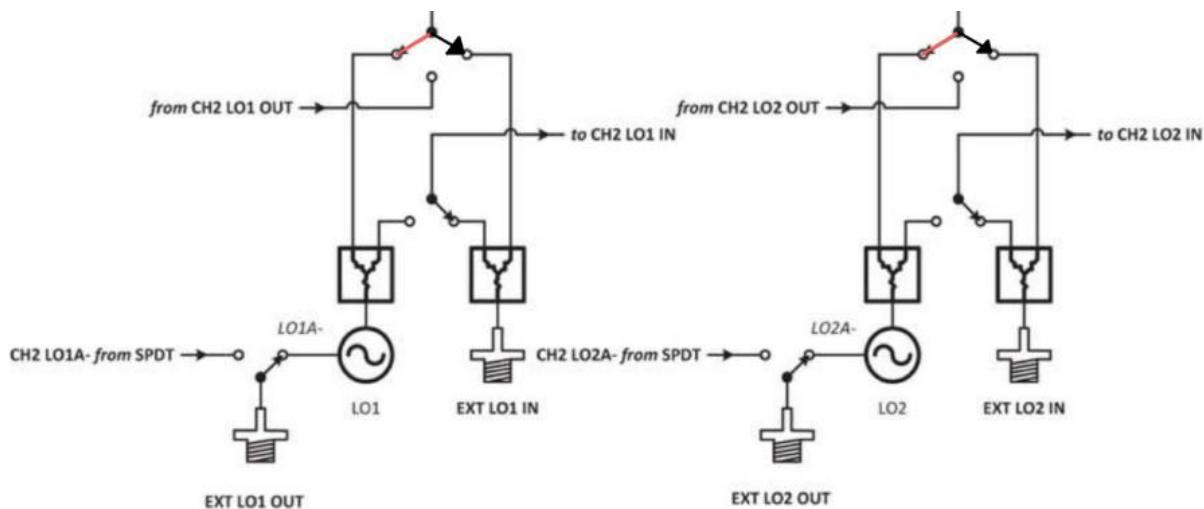 from CH2 LO1 OUT
to CH2 LO1 IN
LO1A-
CH2 LO1A- from SPDT
LO1
EXT LO1 IN
EXT LO1 OUT
from CH2 LO2 OUT
to CH2 LO2 IN
LO2A-
CH2 LO2A- from SPDT
LO2
EXT LO2 IN
EXT LO2 OUT